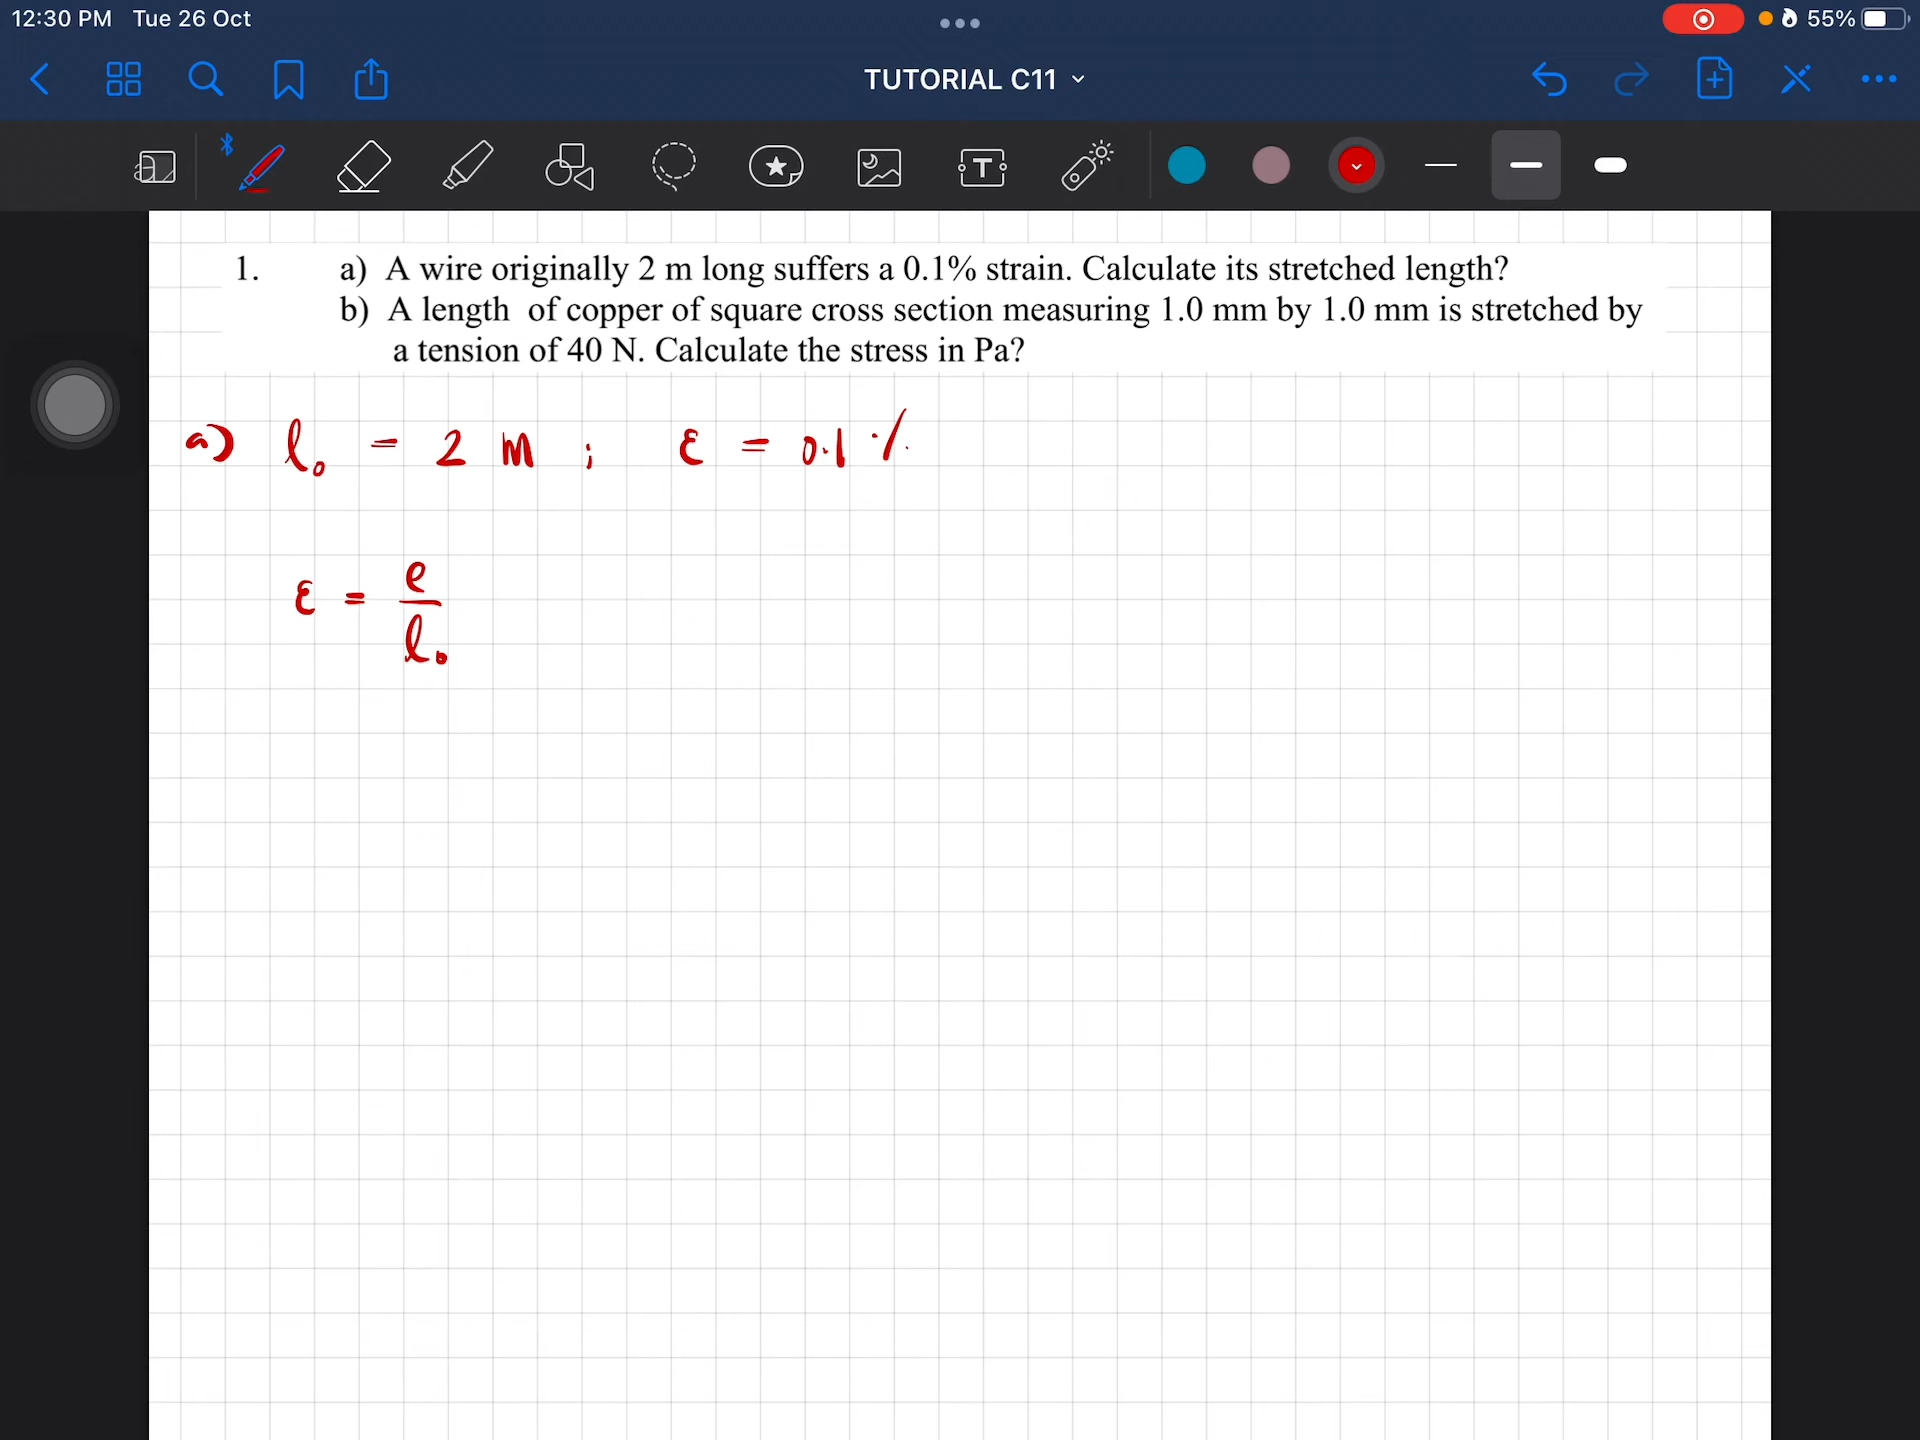 12:30 PM Tue 26 Oct
55%
TUTORIAL C11
T
1. a) A wire originally 2 m long suffers a 0.1% strain. Calculate its stretched length?
b) A length of copper of square cross section measuring 1.0 mm by 1.0 mm is stretched by
a tension of 40 N. Calculate the stress in Pa?
a) l₀ = 2 m ; ε = 0.1 %
ε = e / l₀